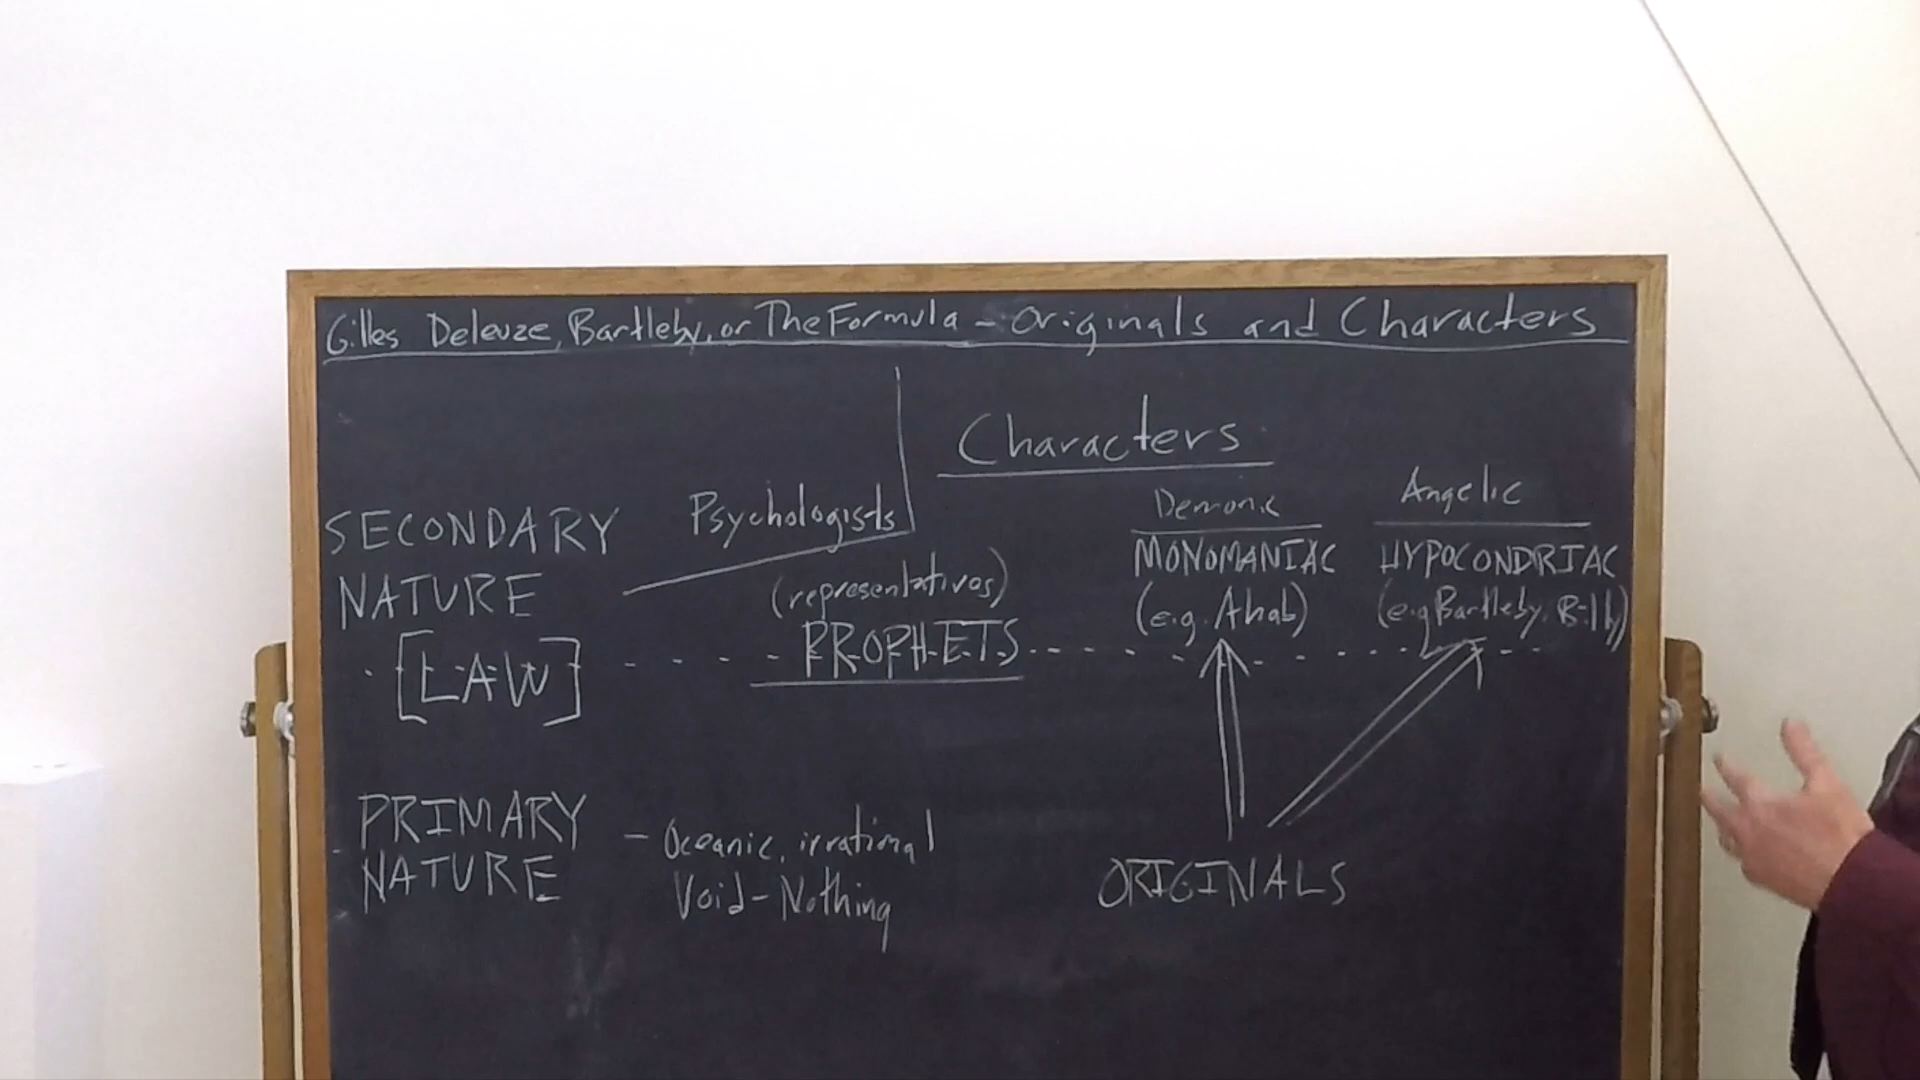 Gilles Deleuze, Bartleby, or The Formula - Originals and Characters
Characters
Psychologists
SECONDARY
NATURE
[LAW]
(representatives)
PROPHETS
Demonic
MONOMANIAC
(e.g. Ahab)
Angelic
HYPOCONDRIAC
(e.g Bartleby, Billy)
PRIMARY
NATURE
- Oceanic, irrational
Void - Nothing
ORIGINALS